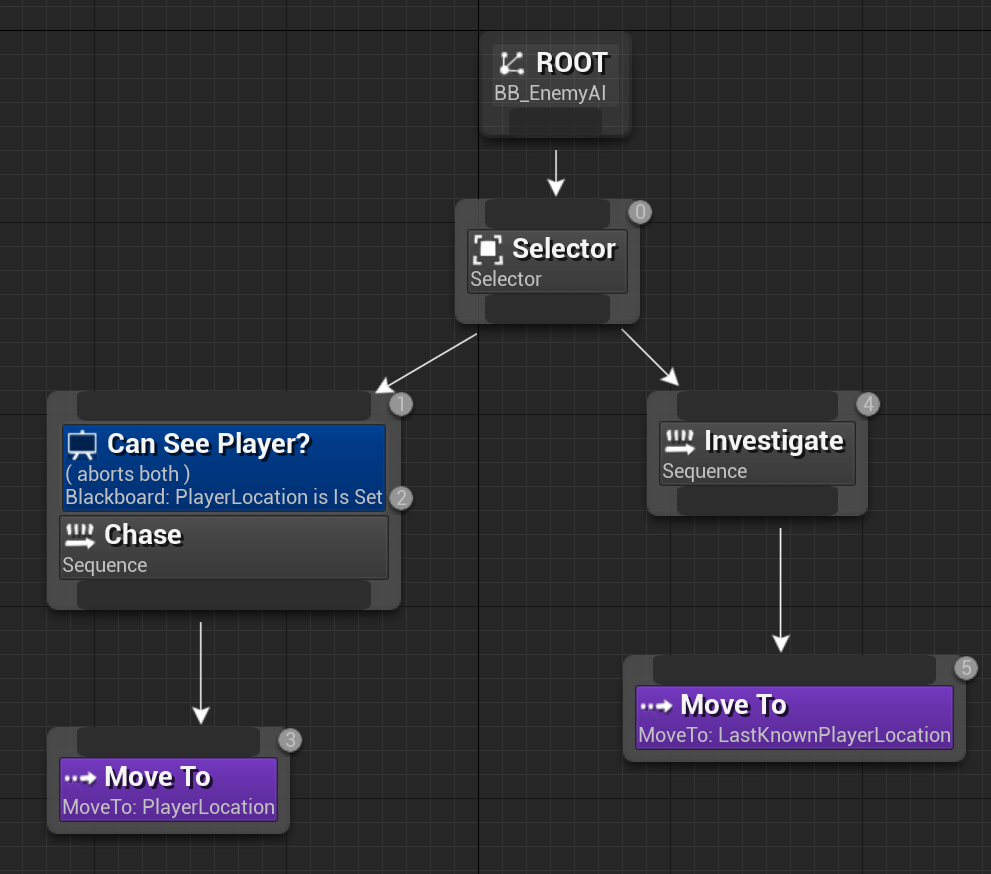 ROOT
BB_EnemyAI
0
Selector
Selector
1
Can See Player?
( aborts both )
Blackboard: PlayerLocation is Is Set
2
Chase
Sequence
4
Investigate
Sequence
3
Move To
MoveTo: PlayerLocation
5
Move To
MoveTo: LastKnownPlayerLocation